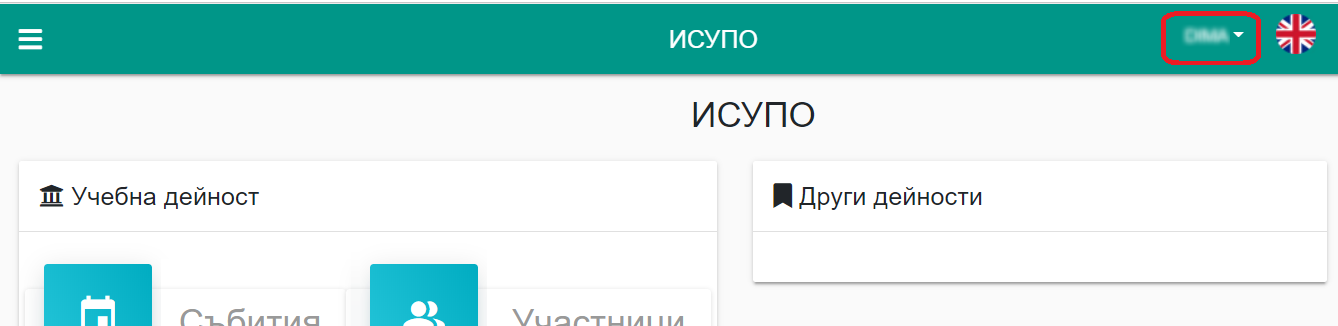 ИСУПО
ИСУПО
Учебна дейност
Други дейности
Събития
Участници